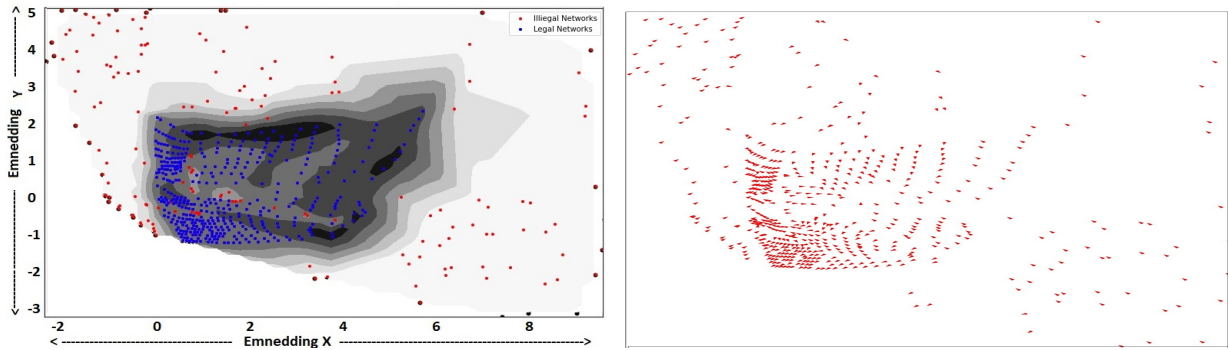 5
Illiegal Networks
Legal Networks
4
3
2
1
0
-1
-2
-3
<------------ Emnedding Y ------------>
-2 0 2 4 6 8
< ----------------------- Emnedding X ----------------------------------->